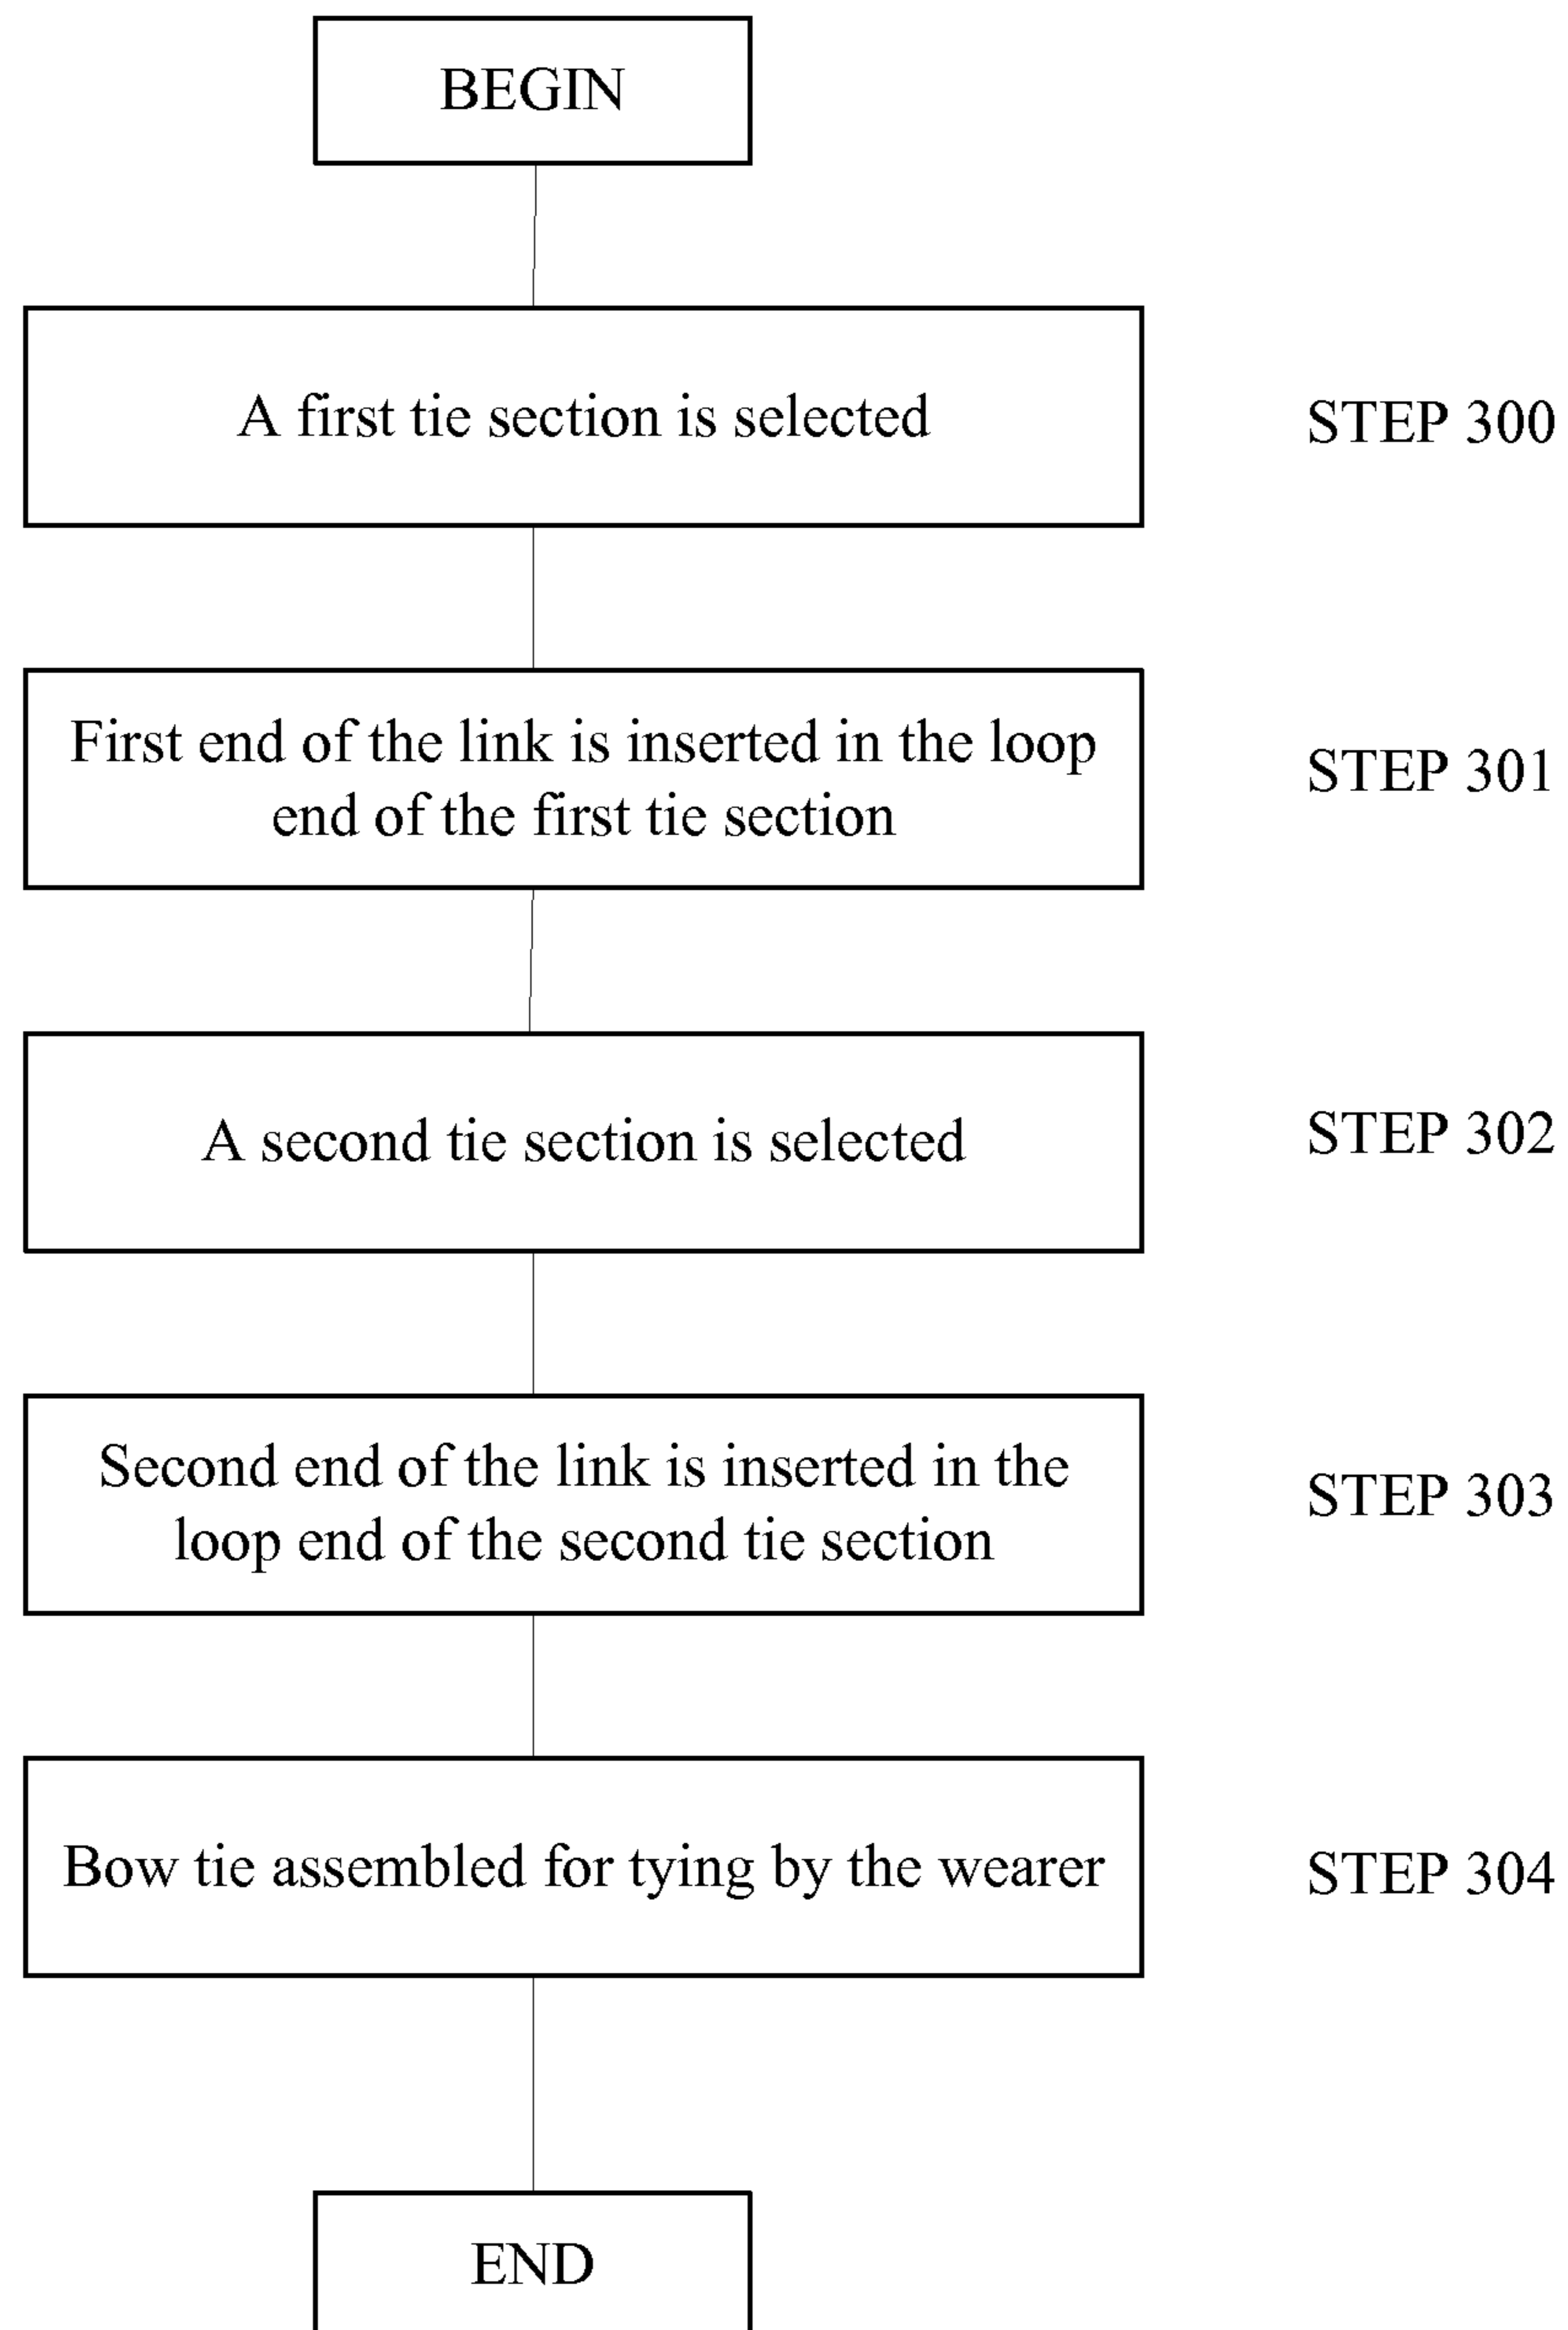 BEGIN
A first tie section is selected
STEP 300
First end of the link is inserted in the loop
end of the first tie section
STEP 301
A second tie section is selected
STEP 302
Second end of the link is inserted in the
loop end of the second tie section
STEP 303
Bow tie assembled for tying by the wearer
STEP 304
END